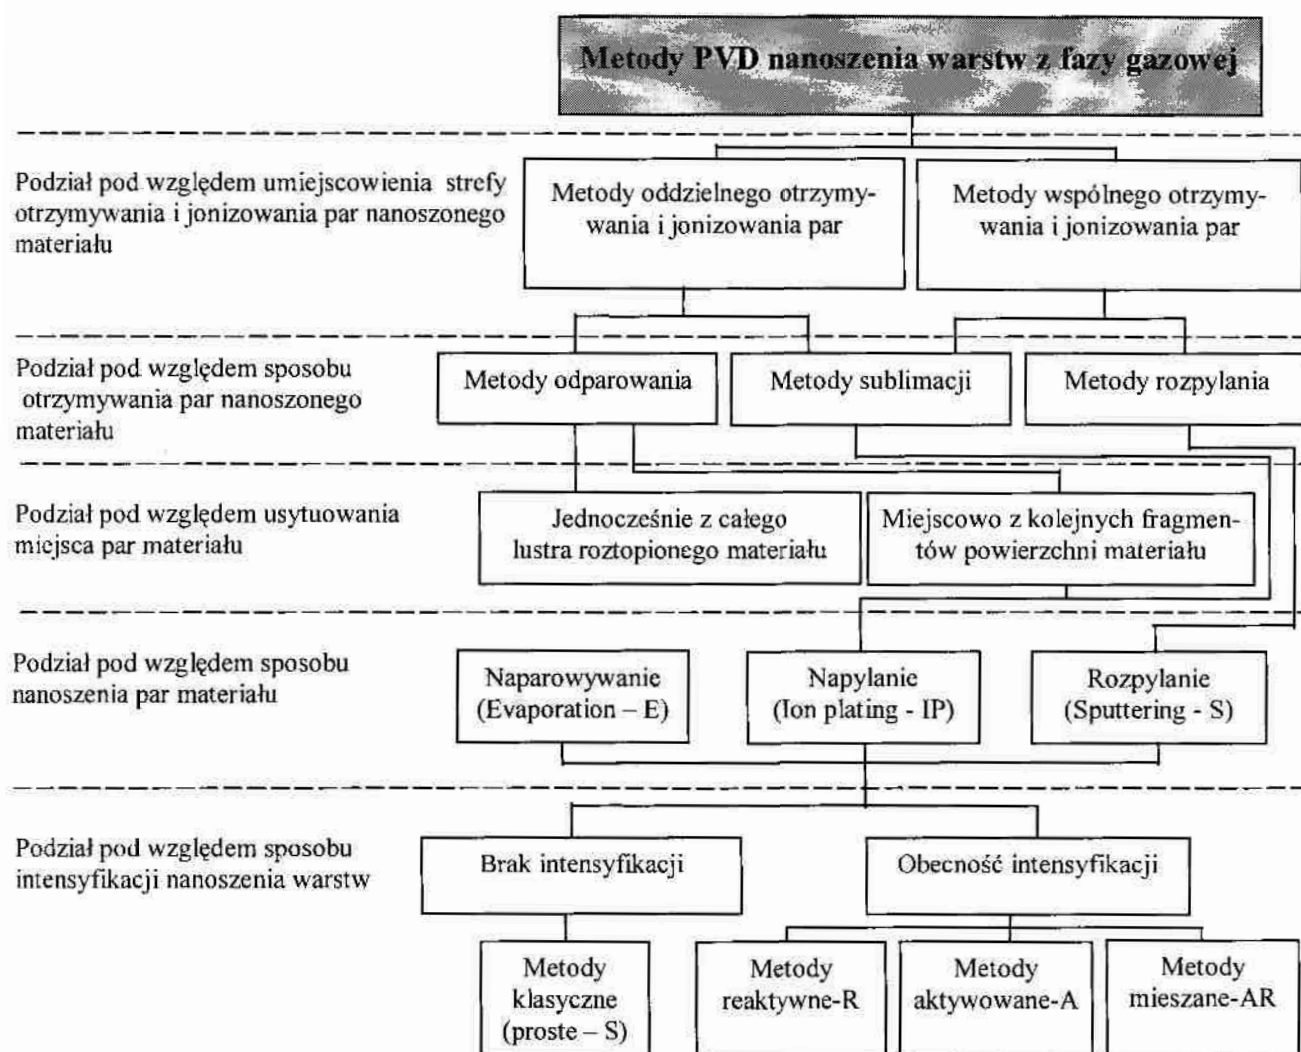 Metody PVD nanoszenia warstw z fazy gazowej
Podział pod względem umiejscowienia strefy
otrzymywania i jonizowania par nanoszonego
materiału
Metody oddzielnego otrzymy-
wania i jonizowania par
Metody wspólnego otrzymy-
wania i jonizowania par
Podział pod względem sposobu
otrzymywania par nanoszonego
materiału
Metody odparowania
Metody sublimacji
Metody rozpylania
Podział pod względem usytuowania
miejsca par materiału
Jednocześnie z całego
lustra roztopionego materiału
Miejscowo z kolejnych fragmen-
tów powierzchni materiału
Podział pod względem sposobu
nanoszenia par materiału
Naparowywanie
(Evaporation – E)
Napylanie
(Ion plating - IP)
Rozpylanie
(Sputtering - S)
Podział pod względem sposobu
intensyfikacji nanoszenia warstw
Brak intensyfikacji
Obecność intensyfikacji
Metody
klasyczne
(proste – S)
Metody
reaktywne-R
Metody
aktywowane-A
Metody
mieszane-AR